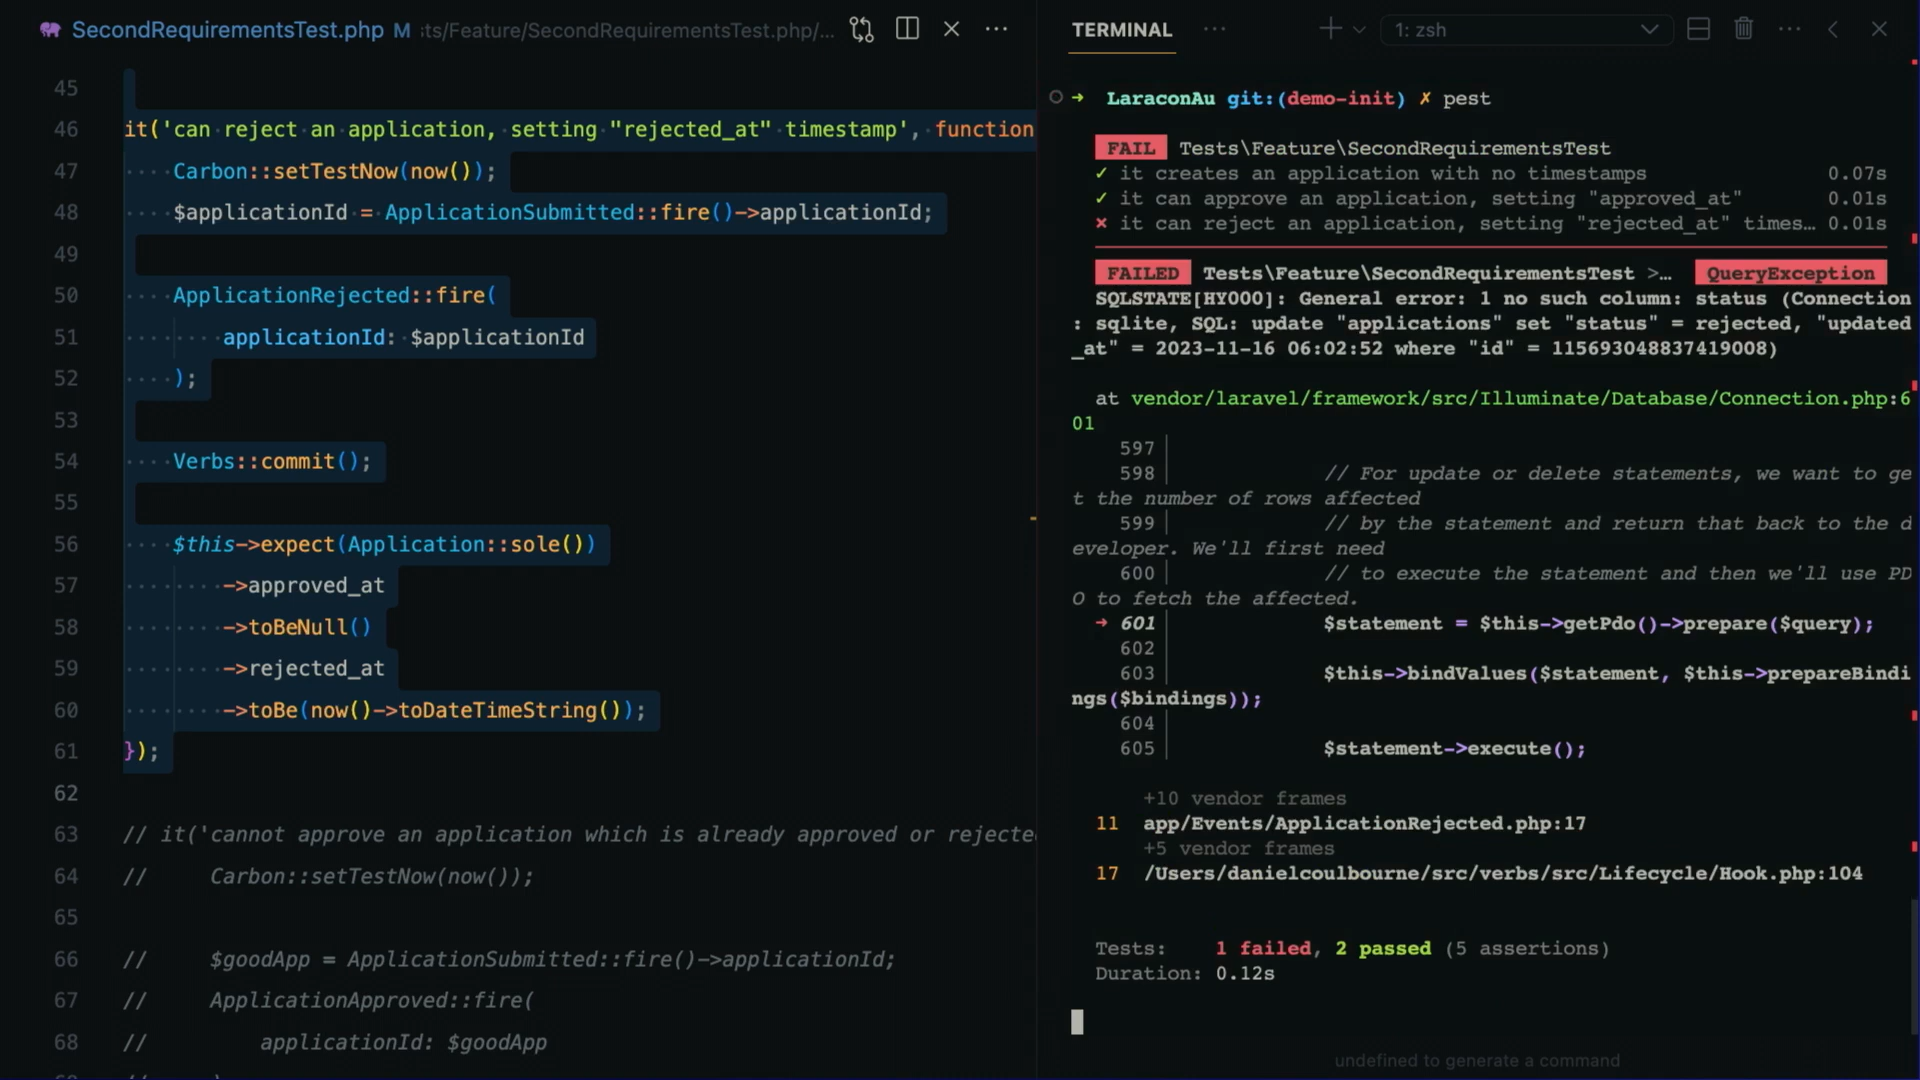 SecondRequirementsTest.php M sts/Feature/SecondRequirementsTest.php/...
45
46 it('can reject an application, setting "rejected_at" timestamp', function
47 Carbon::setTestNow(now());
48 $applicationId = ApplicationSubmitted::fire()->applicationId;
49
50 ApplicationRejected::fire(
51 applicationId: $applicationId
52 );
53
54 Verbs::commit();
55
56 $this->expect(Application::sole())
57 ->approved_at
58 ->toBeNull()
59 ->rejected_at
60 ->toBe(now()->toDateTimeString());
61 });
62
63 // it('cannot approve an application which is already approved or rejected
64 // Carbon::setTestNow(now());
65
66 // $goodApp = ApplicationSubmitted::fire()->applicationId;
67 // ApplicationApproved::fire(
68 // applicationId: $goodApp
TERMINAL ... 1: zsh
➜ LaraconAu git:(demo-init) ✗ pest
FAIL Tests\Feature\SecondRequirementsTest
✓ it creates an application with no timestamps 0.07s
✓ it can approve an application, setting "approved_at" 0.01s
⨯ it can reject an application, setting "rejected_at" times… 0.01s
FAILED Tests\Feature\SecondRequirementsTest >… QueryException
SQLSTATE[HY000]: General error: 1 no such column: status (Connection
: sqlite, SQL: update "applications" set "status" = rejected, "updated
_at" = 2023-11-16 06:02:52 where "id" = 115693048837419008)
at vendor/laravel/framework/src/Illuminate/Database/Connection.php:6
01
597
598 // For update or delete statements, we want to ge
t the number of rows affected
599 // by the statement and return that back to the d
eveloper. We'll first need
600 // to execute the statement and then we'll use PD
O to fetch the affected.
➜ 601 $statement = $this->getPdo()->prepare($query);
602
603 $this->bindValues($statement, $this->prepareBindi
ngs($bindings));
604
605 $statement->execute();
+10 vendor frames
11 app/Events/ApplicationRejected.php:17
+5 vendor frames
17 /Users/danielcoulbourne/src/verbs/src/Lifecycle/Hook.php:104
Tests: 1 failed, 2 passed (5 assertions)
Duration: 0.12s
undefined to generate a command